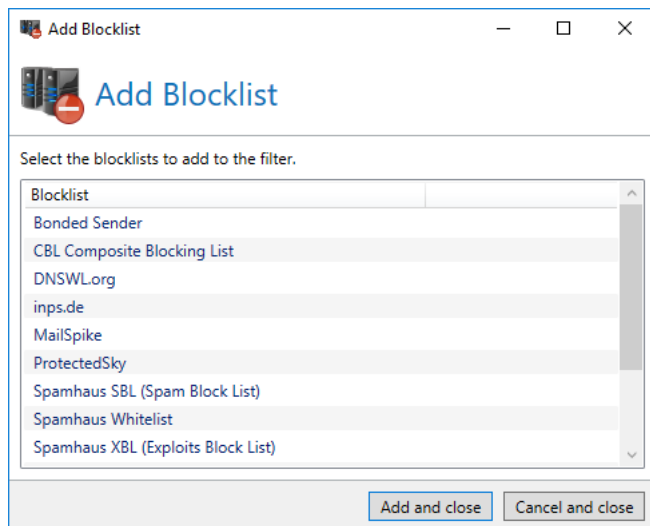 Add Blocklist
Add Blocklist
Select the blocklists to add to the filter.
Blocklist
Bonded Sender
CBL Composite Blocking List
DNSWL.org
inps.de
MailSpike
ProtectedSky
Spamhaus SBL (Spam Block List)
Spamhaus Whitelist
Spamhaus XBL (Exploits Block List)
Add and close Cancel and close